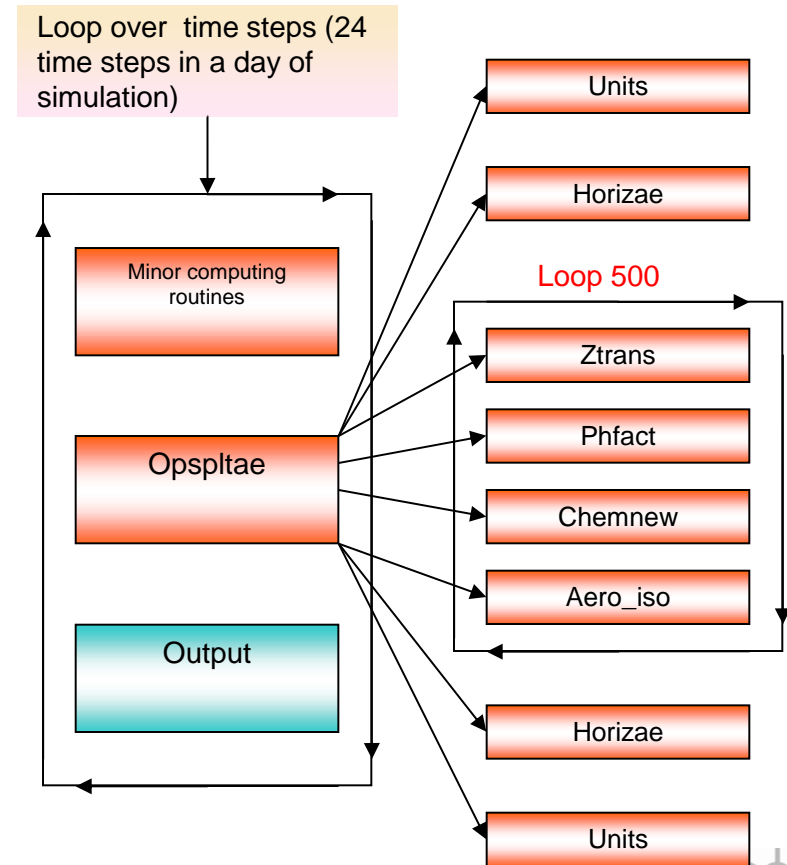 Loop over time steps (24
time steps in a day of
simulation)
Minor computing
routines
Opspltae
Output
Units
Horizae
Loop 500
Ztrans
Phfact
Chemnew
Aero_iso
Horizae
Units